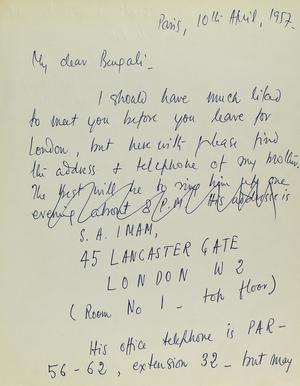 Paris, 10th April, 1957.
My dear Bengali_
I should have much liked
to meet you before you leave for
London, but herewith please find
the address & telephone of my brother.
The best will be to ring him up one
evening about 8 P.M. His address is
S. A. IMAM,
45 LANCASTER GATE
LONDON W 2
(Room No 1 _ top floor)
His office telephone is PAR-
56-62, extension 32 _ but may